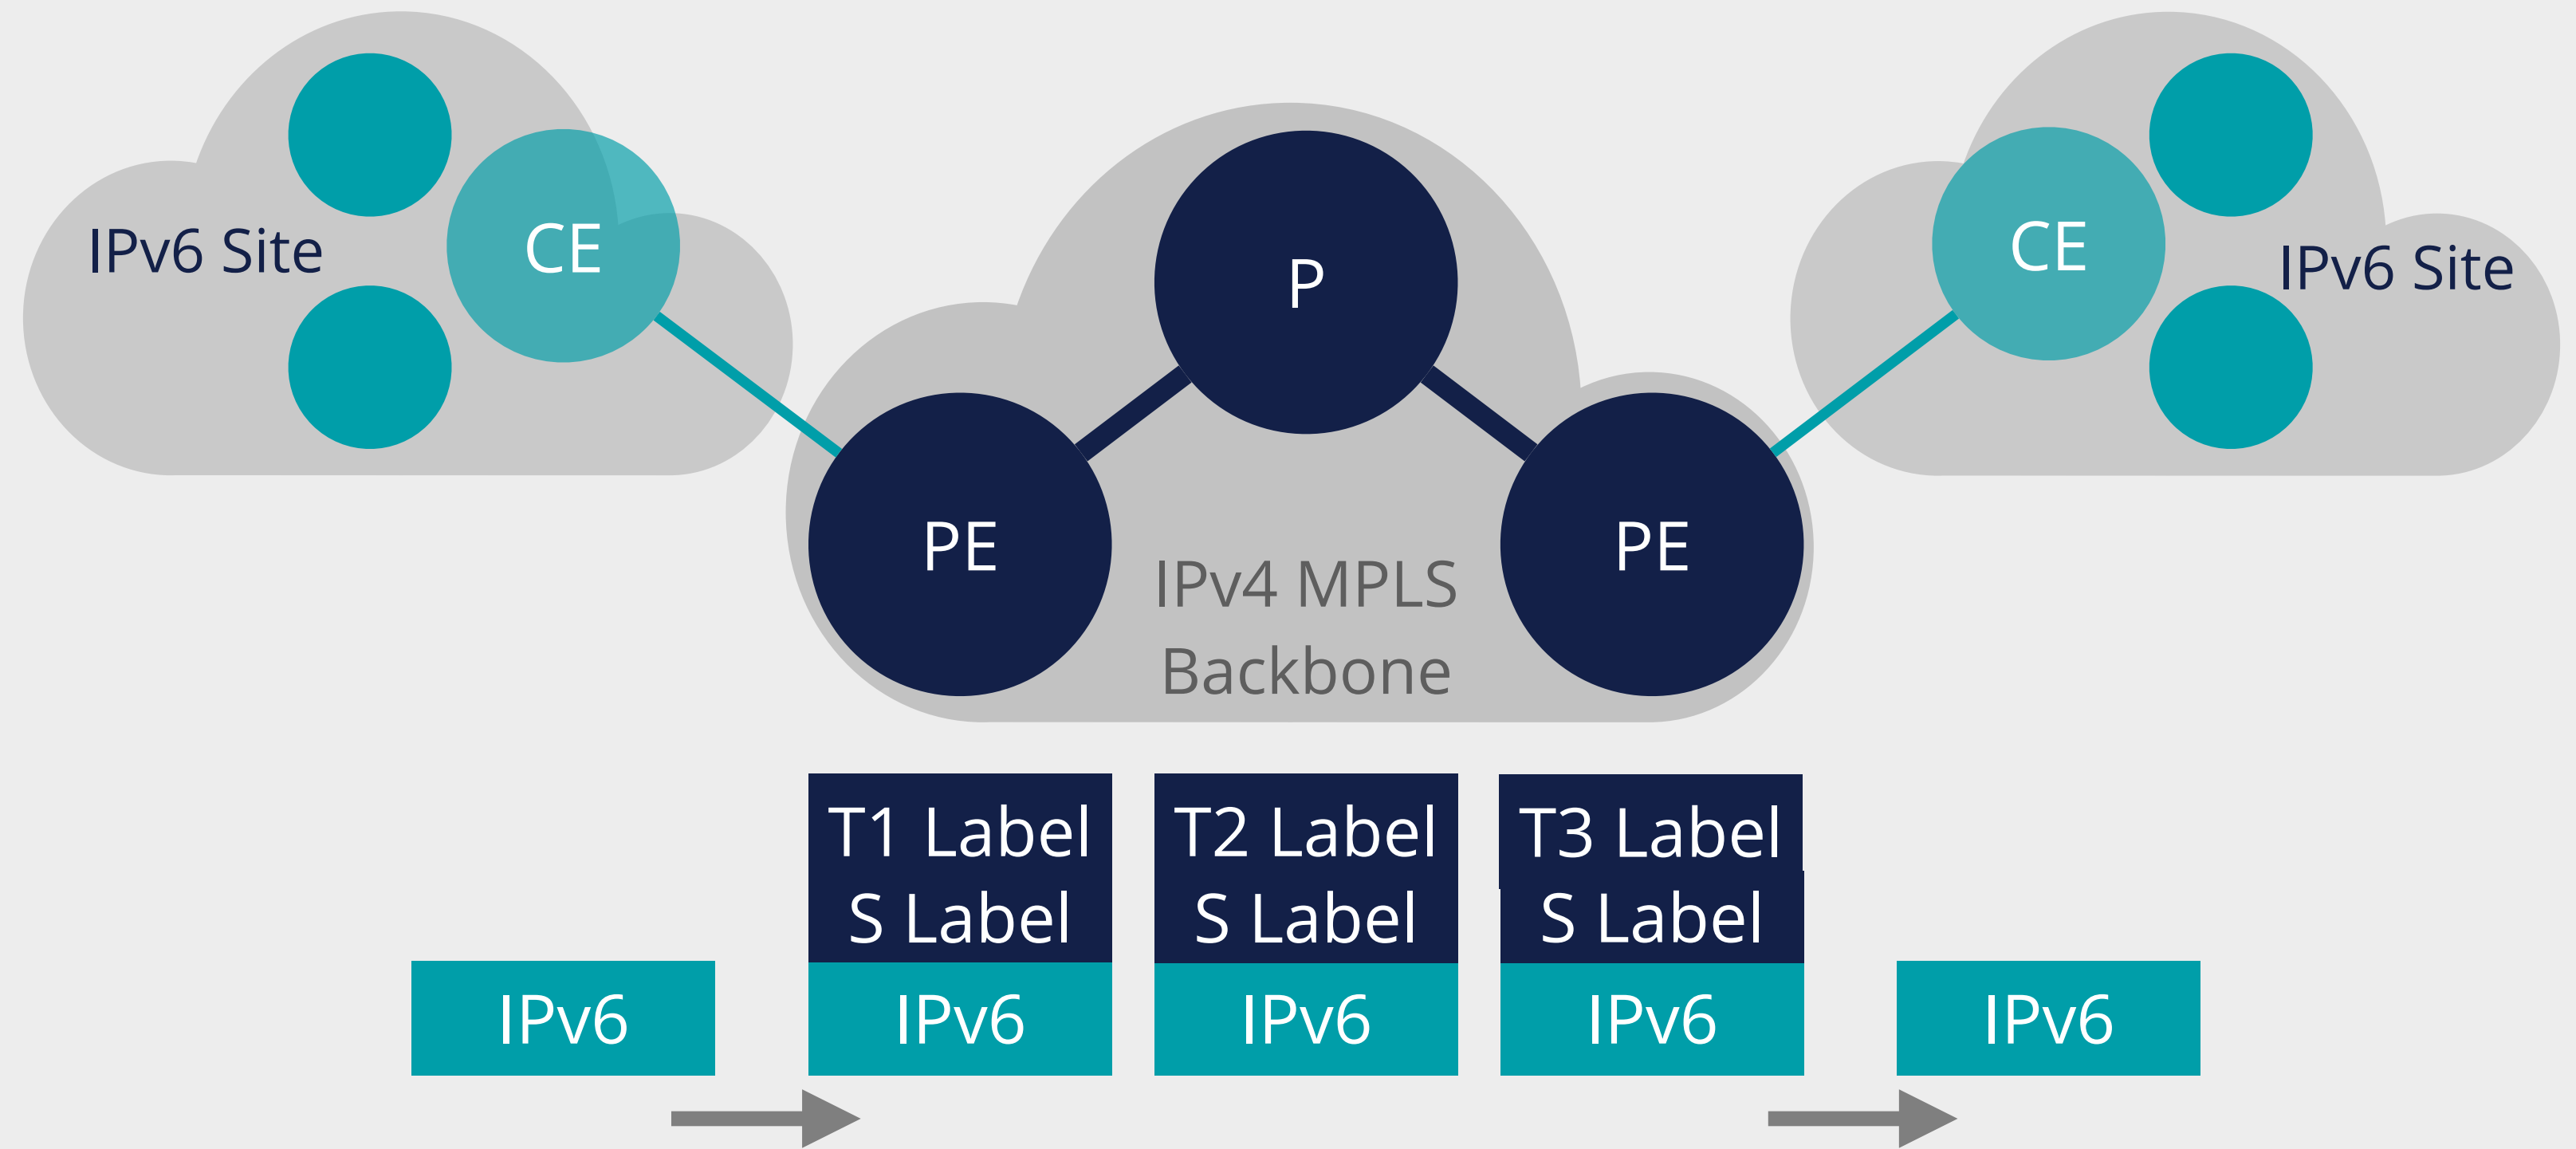 IPv6 Site
CE
P
CE
IPv6 Site
PE
PE
IPv4 MPLS
Backbone
T1 Label
S Label
T2 Label
S Label
T3 Label
S Label
IPv6
IPv6
IPv6
IPv6
IPv6